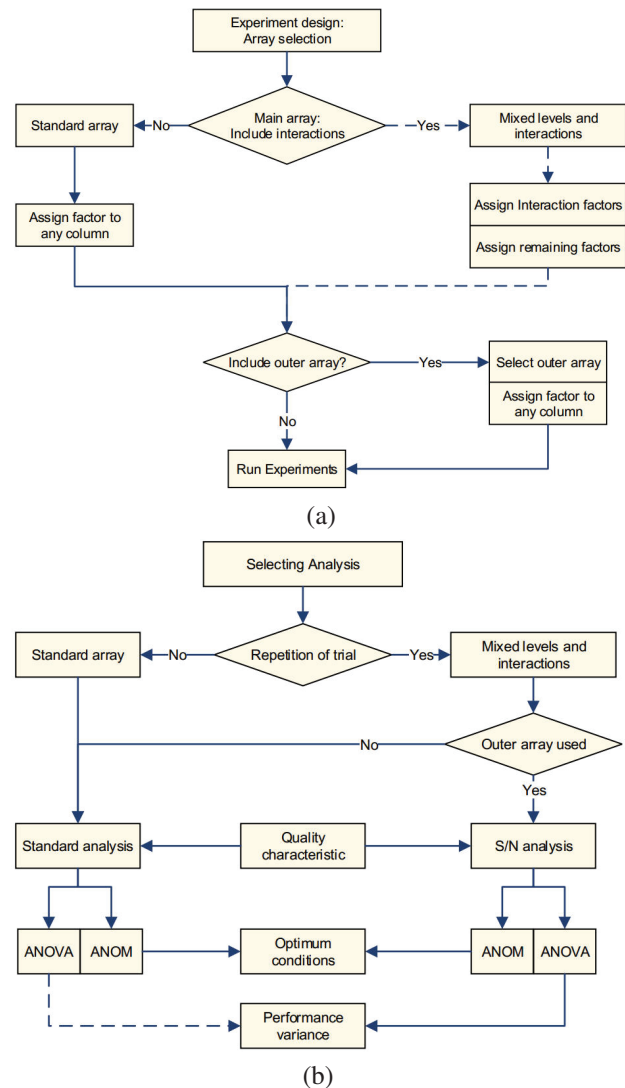 Experiment design:
Array selection
Main array:
Include interactions
No
Yes
Standard array
Mixed levels and
interactions
Assign factor to
any column
Assign Interaction factors
Assign remaining factors
Include outer array?
Yes
Select outer array
Assign factor to
any column
No
Run Experiments
(a)
Selecting Analysis
Standard array
No
Repetition of trial
Yes
Mixed levels and
interactions
No
Outer array used
Yes
Standard analysis
Quality
characteristic
S/N analysis
ANOVA
ANOM
Optimum
conditions
ANOM
ANOVA
Performance
variance
(b)